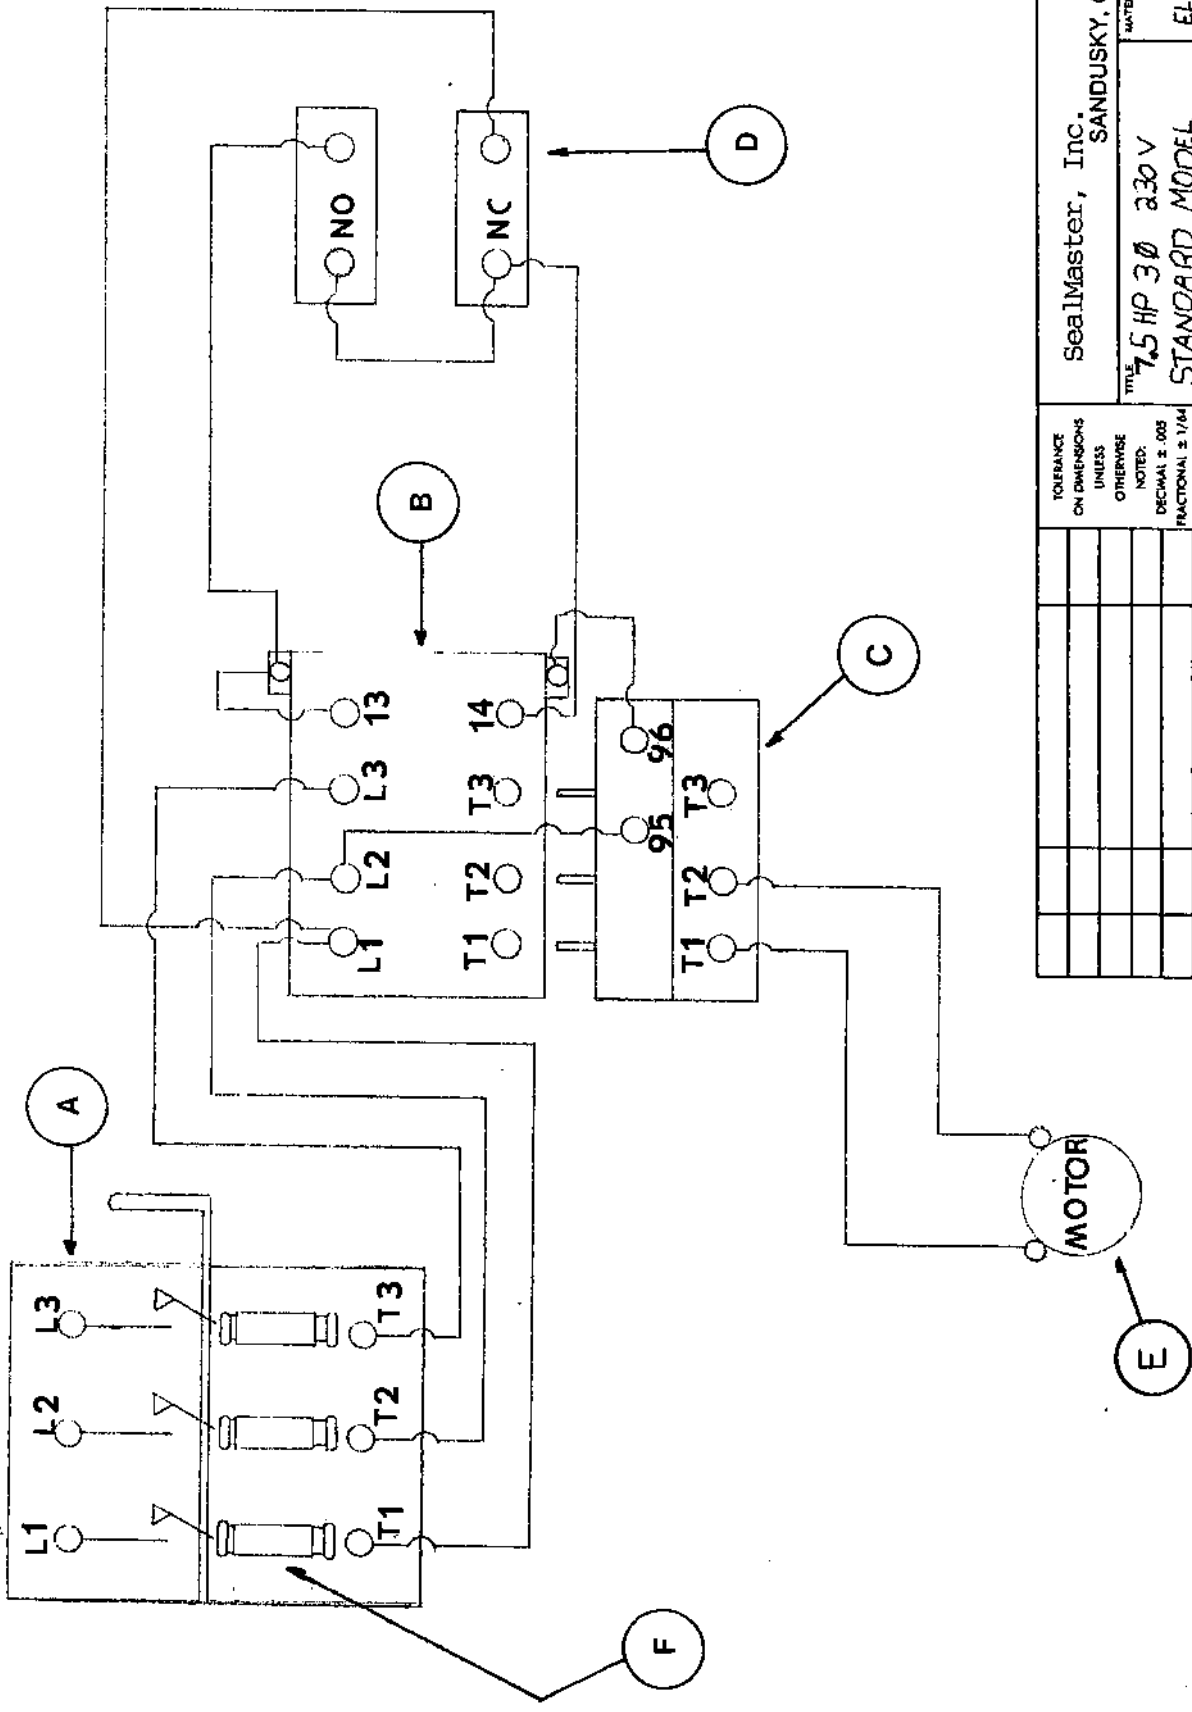 A
L1 L2 L3
T1 T2 T3
F
B
L1 L2 L3 13
T1 T2 T3 14
95 96
T1 T2 T3
C
NO
NC
D
MOTOR
E
TOLERANCE
ON DIMENSIONS
UNLESS
OTHERWISE
NOTED:
DECIMAL ± .005
FRACTIONAL ± 1/64
SealMaster, Inc.
SANDUSKY,
TITLE
7.5 HP 3Ø 230 V
STANDARD MODEL